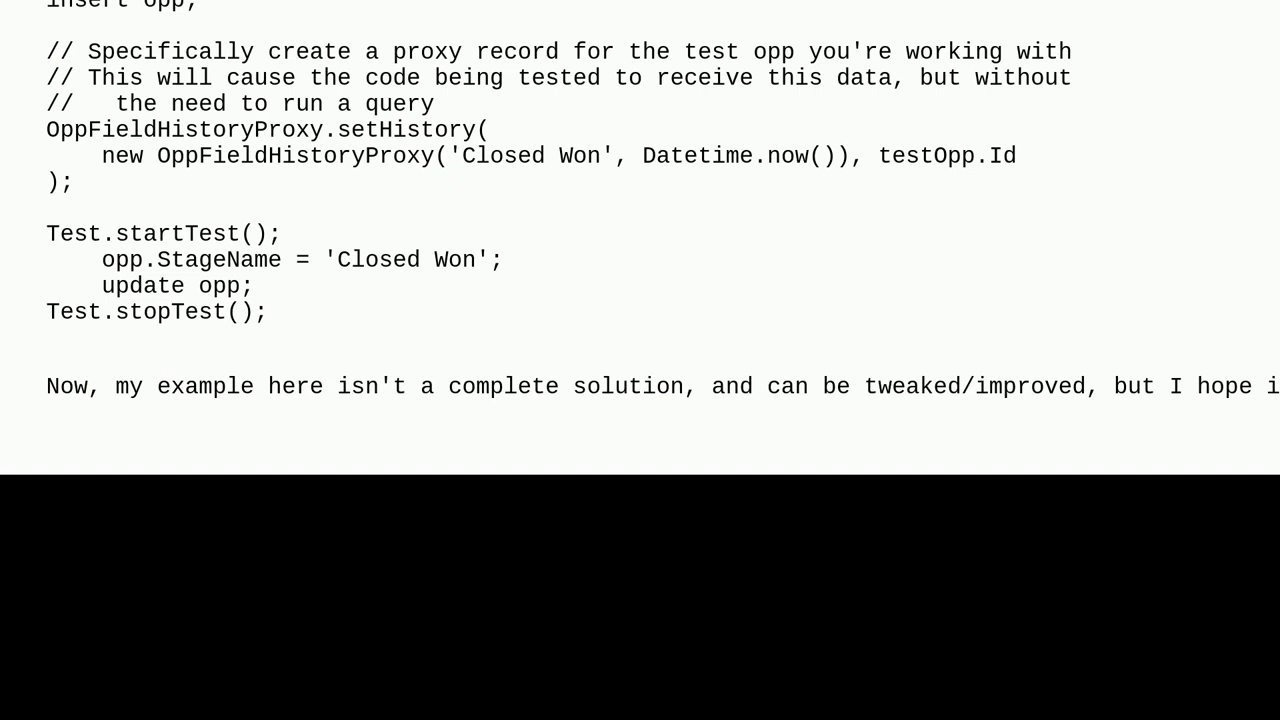 insert opp;
// Specifically create a proxy record for the test opp you're working with
// This will cause the code being tested to receive this data, but without
//   the need to run a query
OppFieldHistoryProxy.setHistory(
    new OppFieldHistoryProxy('Closed Won', Datetime.now()), testOpp.Id
);
Test.startTest();
    opp.StageName = 'Closed Won';
    update opp;
Test.stopTest();
Now, my example here isn't a complete solution, and can be tweaked/improved, but I hope i